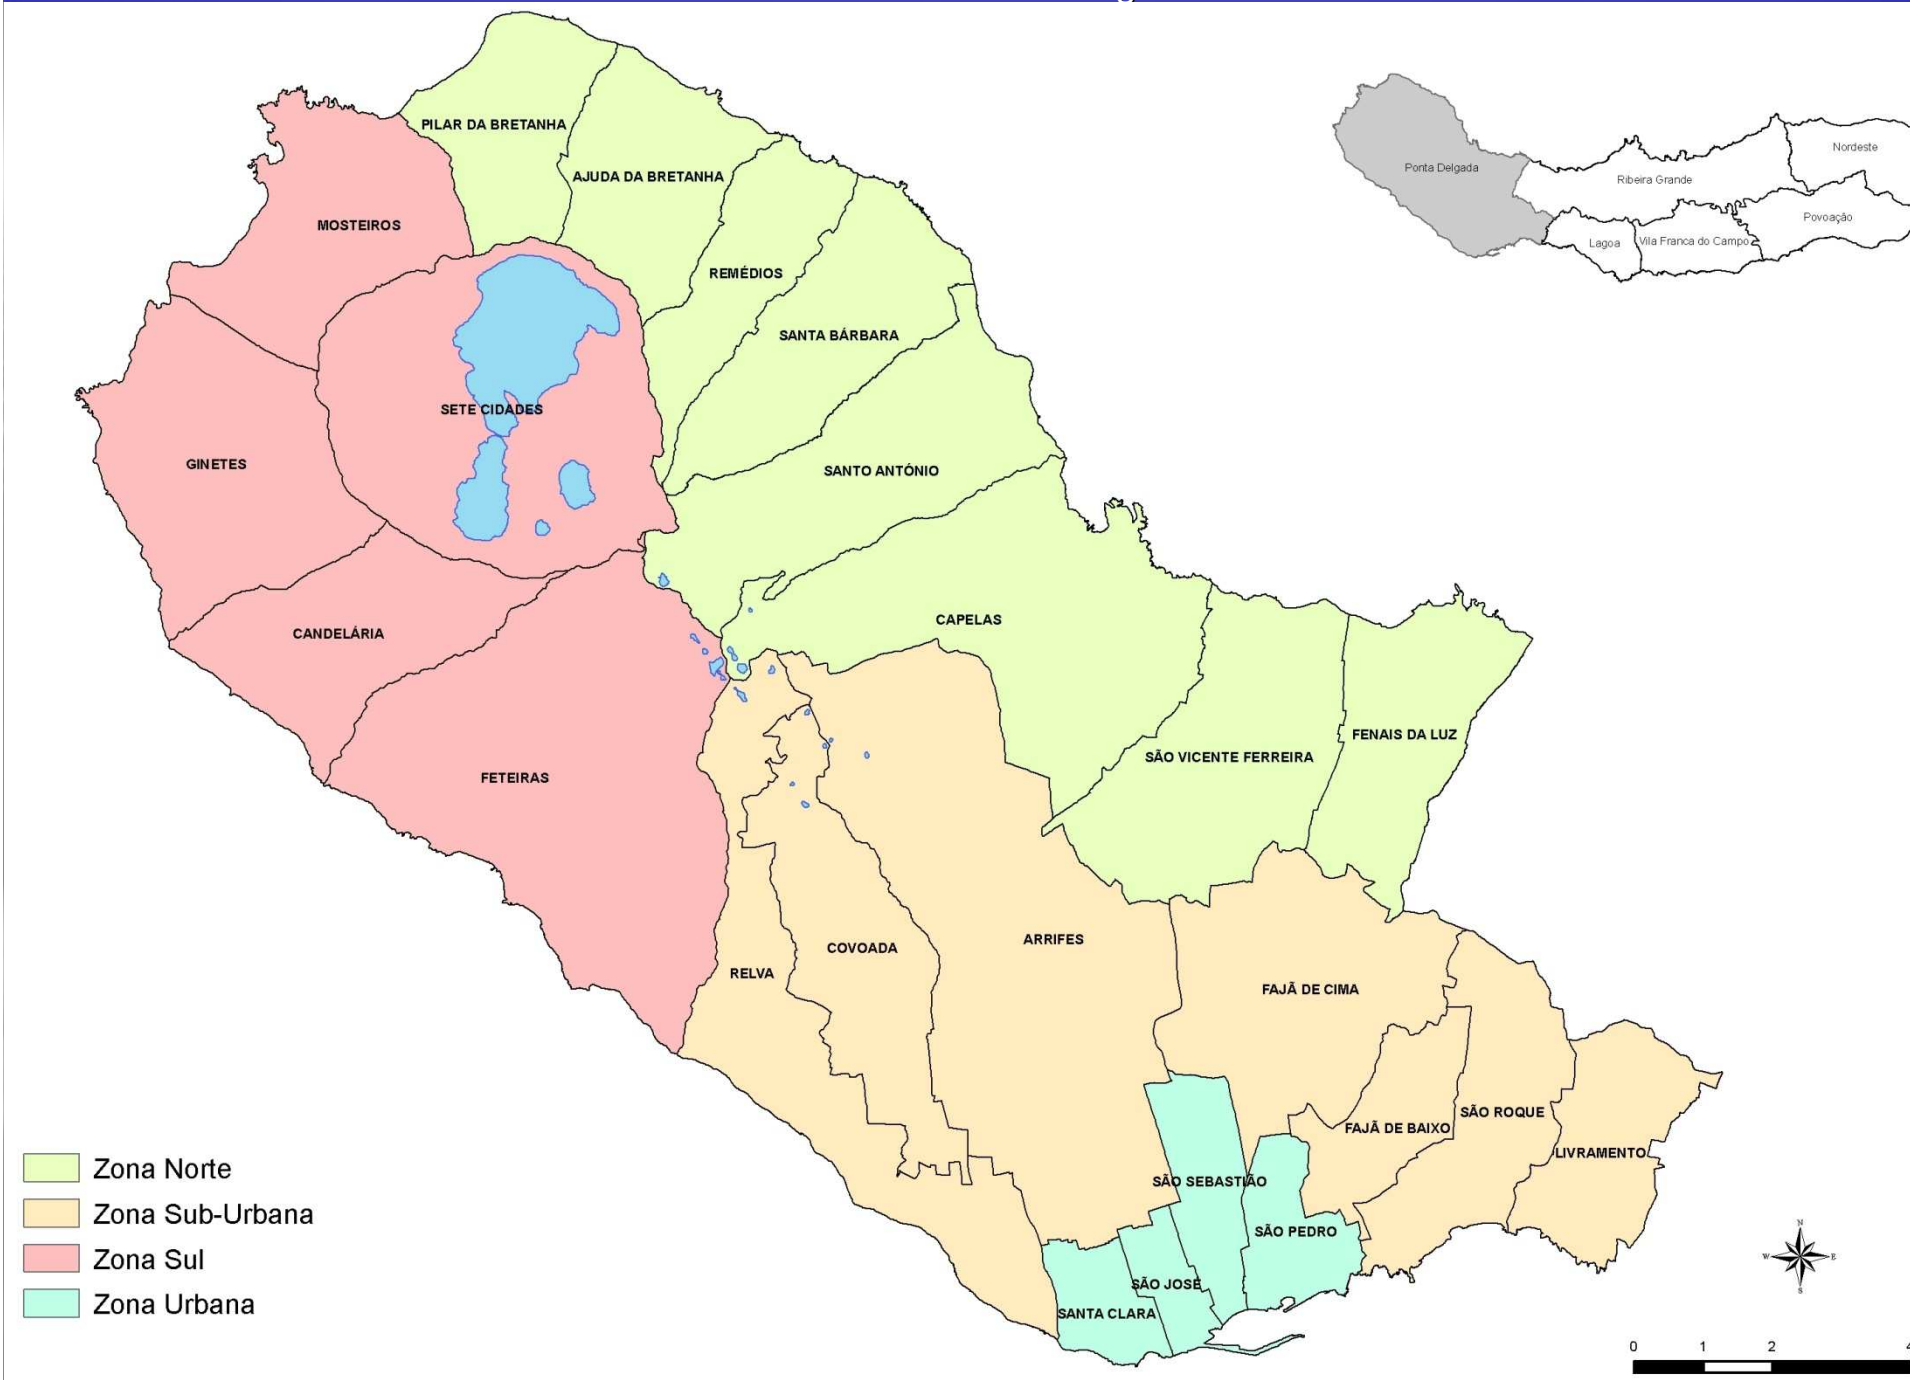 PILAR DA BRETANHA
AJUDA DA BRETANHA
MOSTEIROS
REMÉDIOS
SANTA BÁRBARA
SETE CIDADES
GINETES
SANTO ANTÓNIO
CANDELÁRIA
CAPELAS
FETEIRAS
SÃO VICENTE FERREIRA
FENAIS DA LUZ
ARRIFES
COVOADA
RELVA
FAJÃ DE CIMA
SÃO ROQUE
FAJÃ DE BAIXO
LIVRAMENTO
SÃO SEBASTIÃO
SÃO PEDRO
SÃO JOSÉ
SANTA CLARA
Ponta Delgada
Ribeira Grande
Nordeste
Povoação
Lagoa
Vila Franca do Campo
Zona Norte
Zona Sub-Urbana
Zona Sul
Zona Urbana
N
W E
S
0 1 2 4